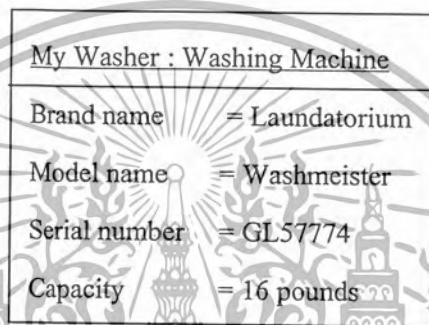 My Washer : Washing Machine
Brand name = Laundatorium
Model name = Washmeister
Serial number = GL57774
Capacity = 16 pounds